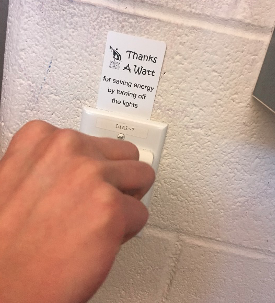 Thanks
A Watt
for saving energy
by turning off
the lights